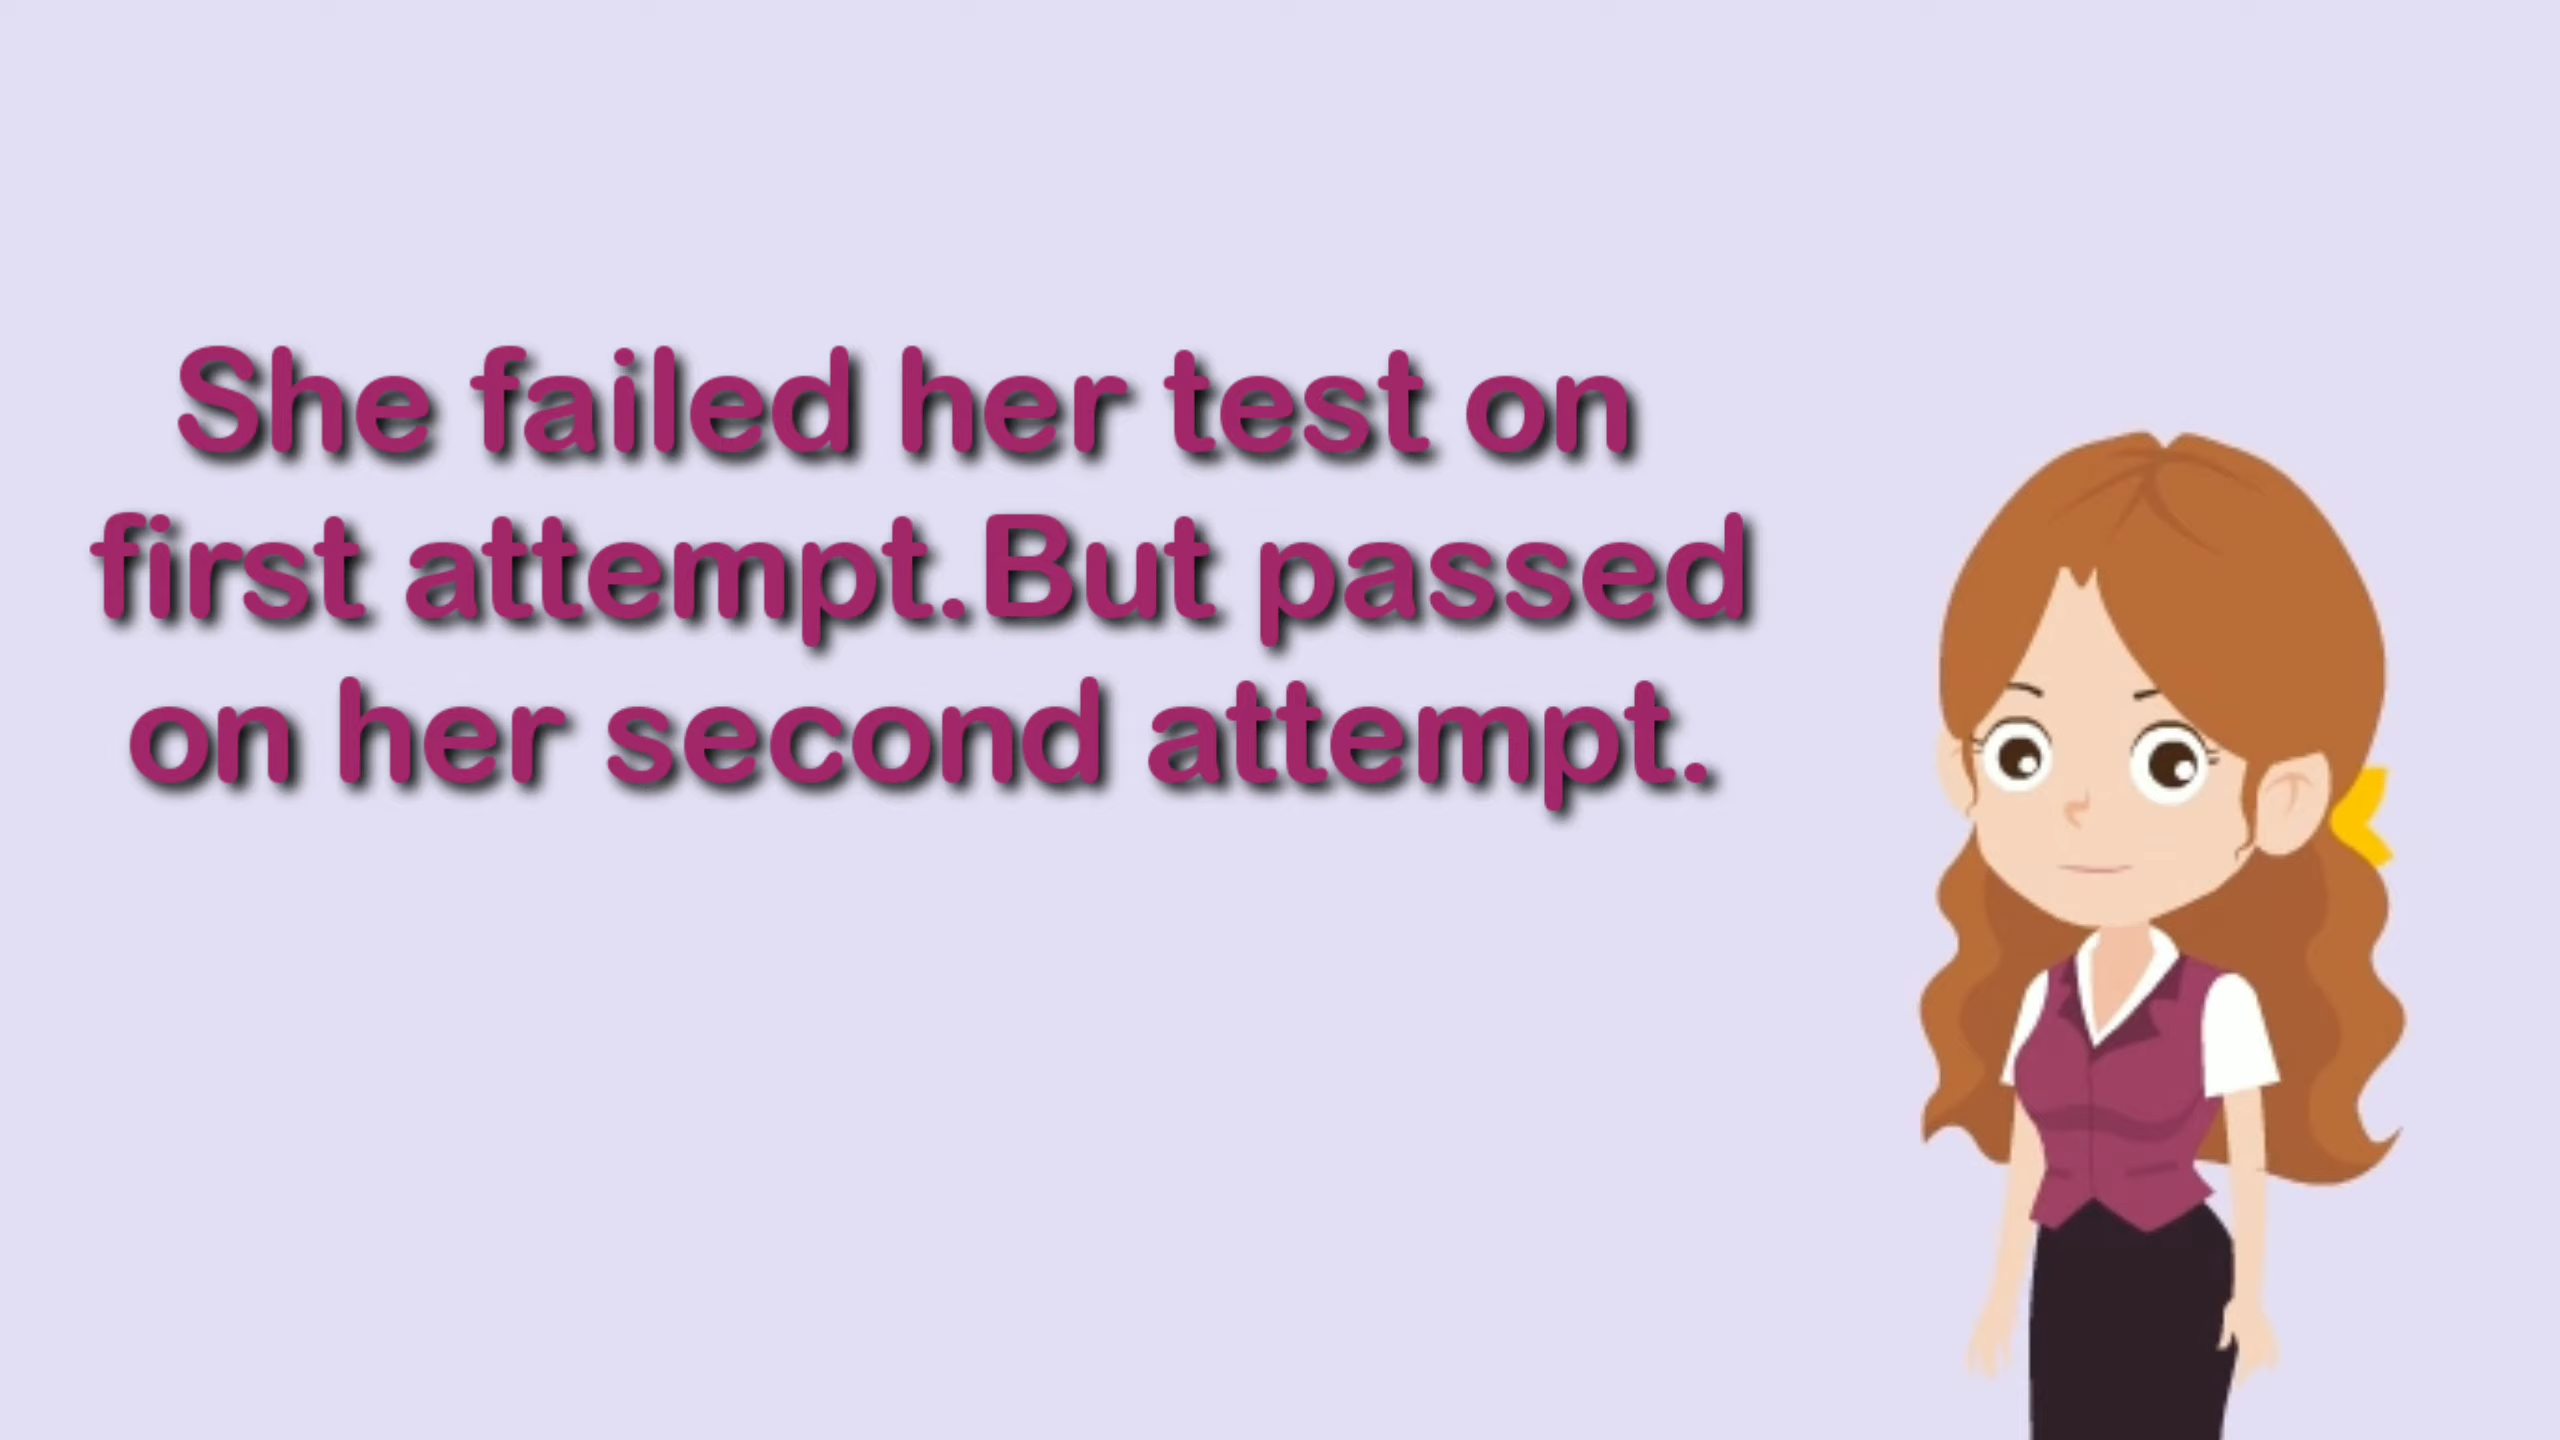 She failed her test on
first attempt.But passed
on her second attempt.